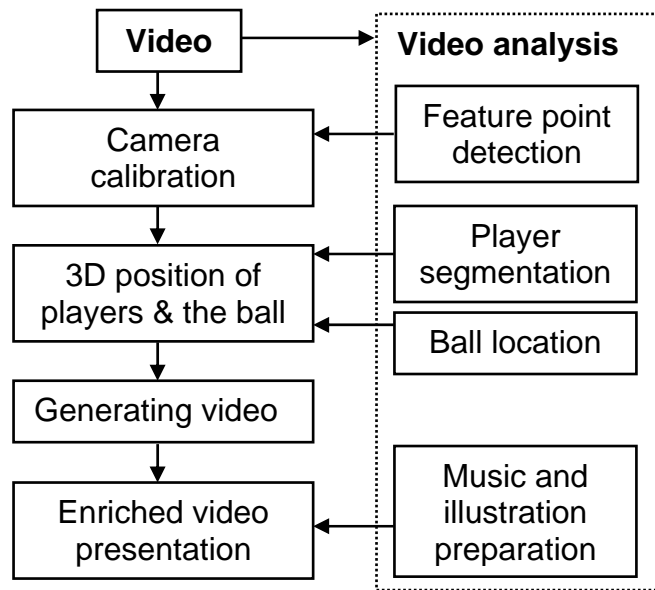 Video
Video analysis
Camera
calibration
Feature point
detection
3D position of
players & the ball
Player
segmentation
Ball location
Generating video
Enriched video
presentation
Music and
illustration
preparation